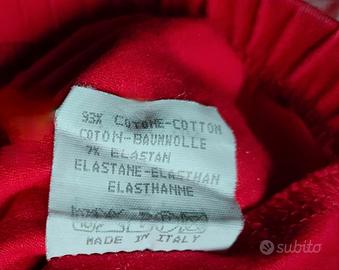 93% COTONE-COTTON
COTON-BAUMWOLLE
7% ELASTAN
ELASTANE-ELASTHAN
ELASTHANNE
MADE IN ITALY
subito